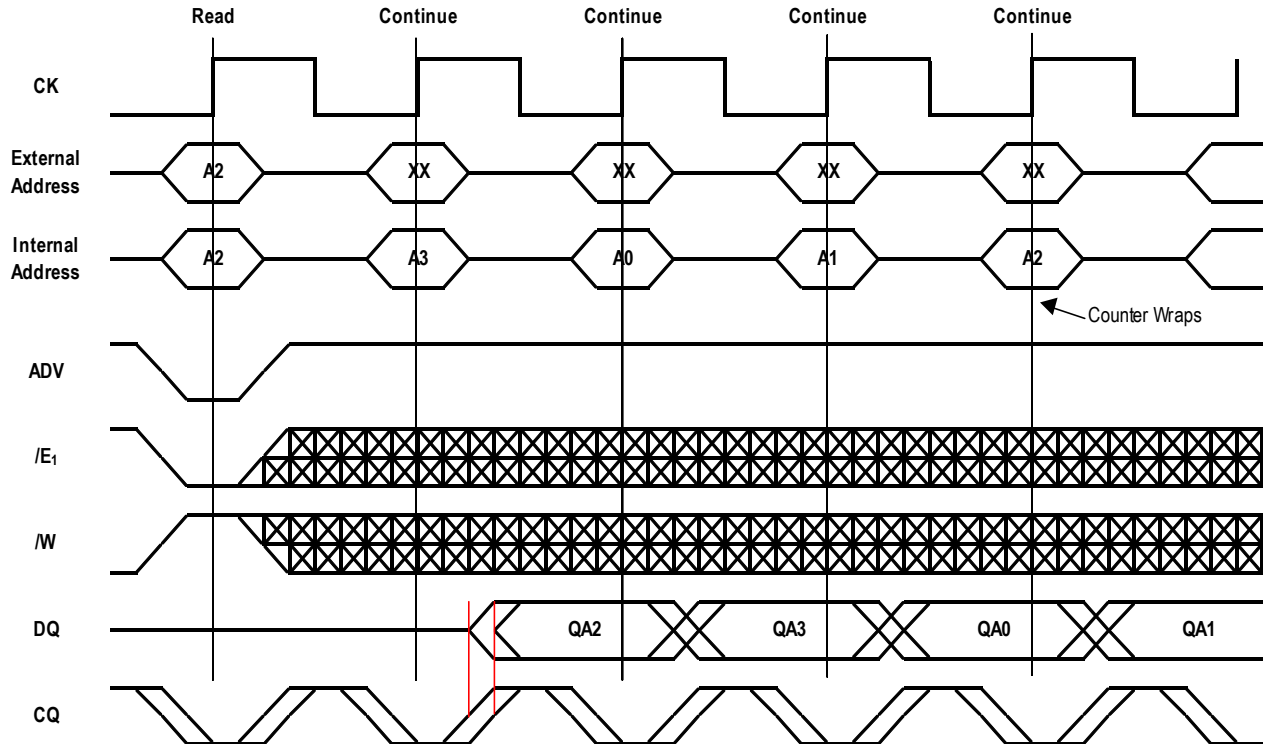 Read Continue Continue Continue Continue
CK
External
Address
A2 XX XX XX XX
Internal
Address
A2 A3 A0 A1 A2
Counter Wraps
ADV
/E1
/W
DQ QA2 QA3 QA0 QA1
CQ